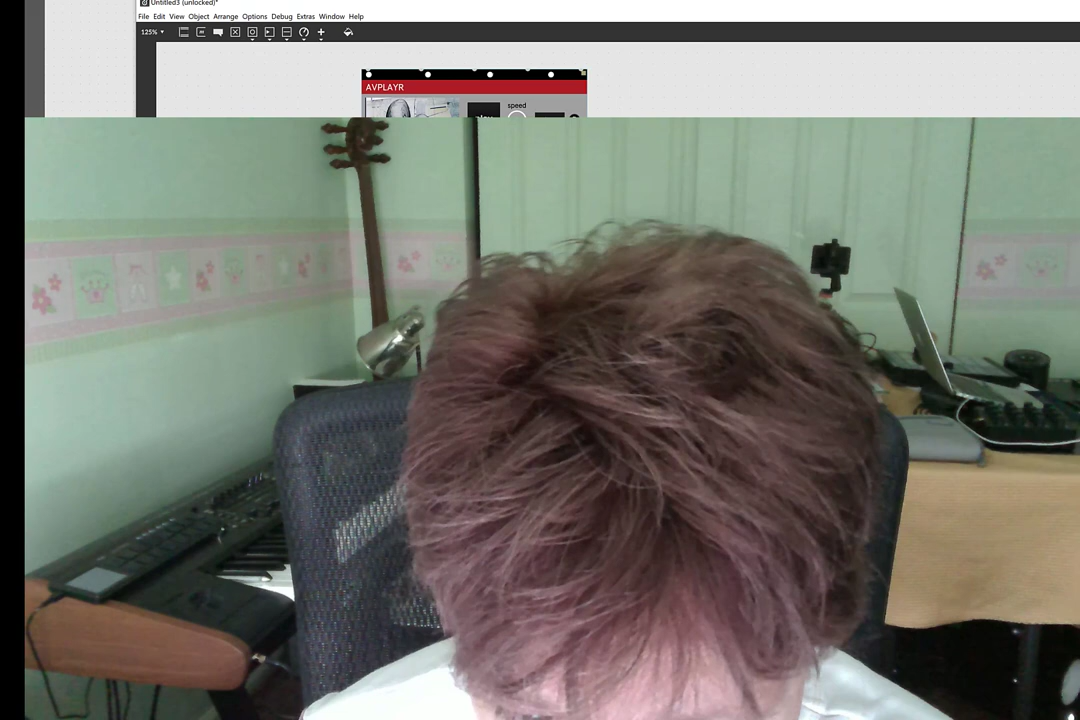 Untitled3 (unlocked)*
File Edit View Object Arrange Options Debug Extras Window Help
125%
AVPLAYR
speed